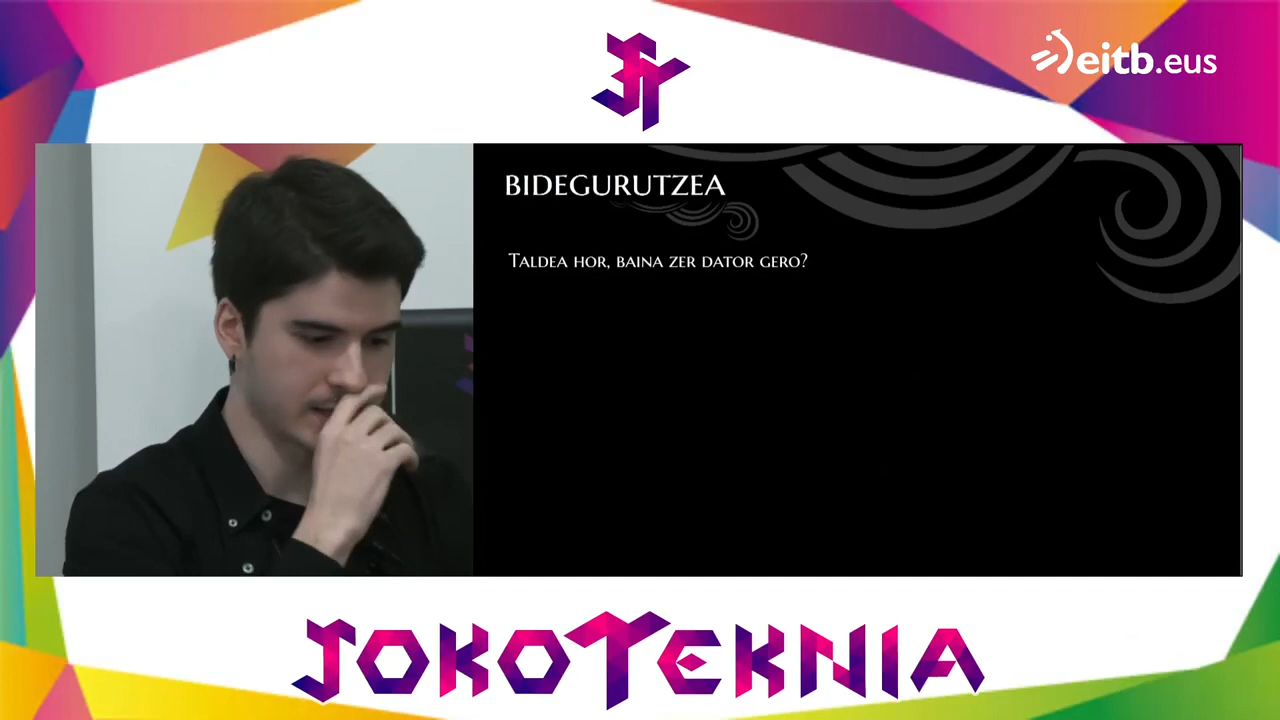 eitb.eus
BIDEGURUTZEA
TALDEA HOR, BAINA ZER DATOR GERO?
JOKOTEKNIA